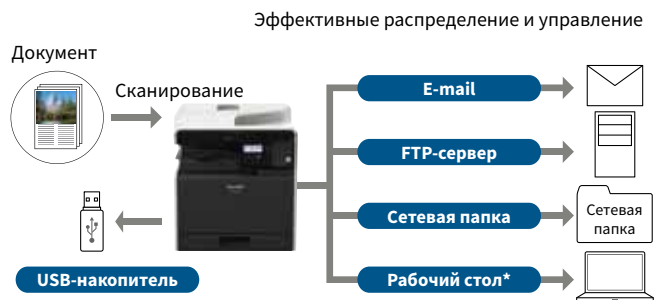 Эффективные распределение и управление
Документ
Сканирование
E-mail
FTP-сервер
Сетевая папка
Сетевая
папка
USB-накопитель
Рабочий стол*